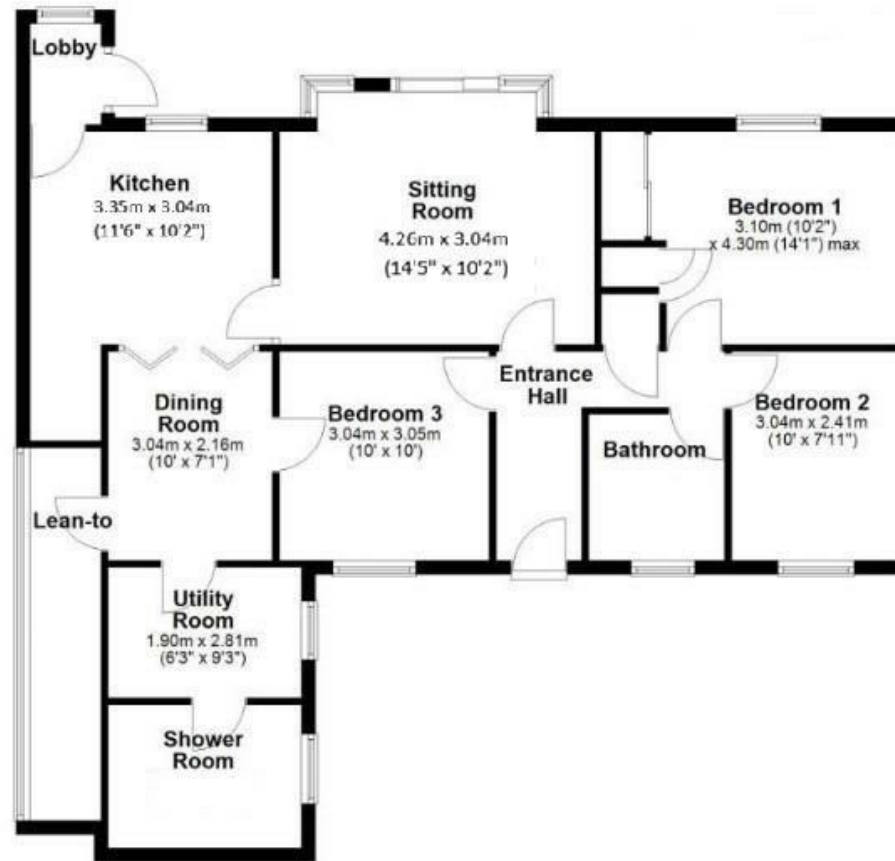 Lobby
Kitchen
3.35m x 3.04m
(11'6" x 10'2")
Sitting
Room
4.26m x 3.04m
(14'5" x 10'2")
Bedroom 1
3.10m (10'2")
x 4.30m (14'1") max
Dining
Room
3.04m x 2.16m
(10' x 7'1")
Bedroom 3
3.04m x 3.05m
(10' x 10')
Entrance
Hall
Bathroom
Bedroom 2
3.04m x 2.41m
(10' x 7'11")
Lean-to
Utility
Room
1.90m x 2.81m
(6'3" x 9'3")
Shower
Room